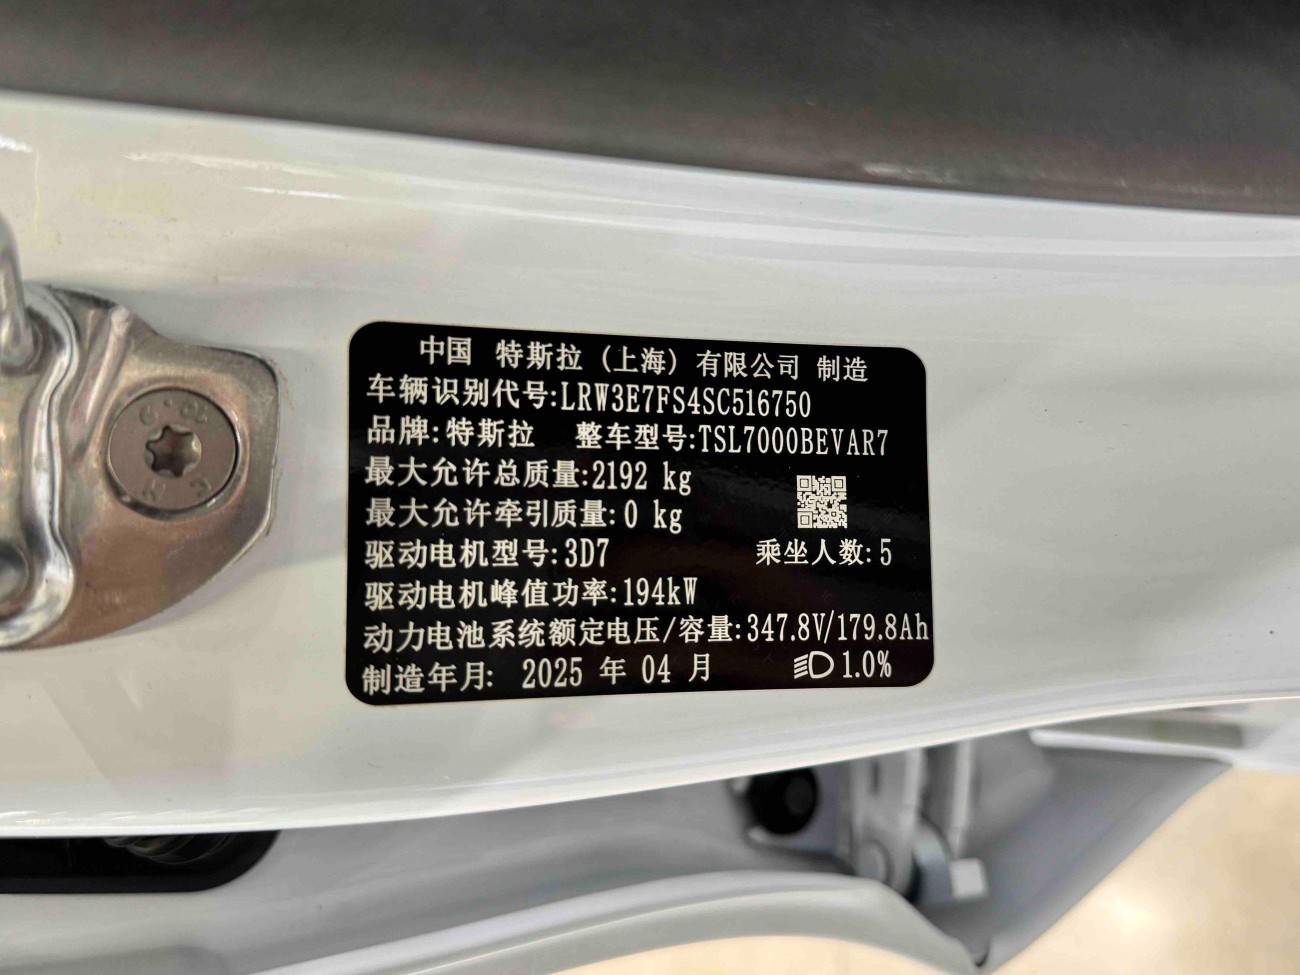 中国 特斯拉（上海）有限公司 制造
车辆识别代号:LRW3E7FS4SC516750
品牌:特斯拉 整车型号:TSL7000BEVAR7
最大允许总质量:2192 kg
最大允许牵引质量:0 kg
驱动电机型号:3D7 乘坐人数:5
驱动电机峰值功率:194kW
动力电池系统额定电压/容量:347.8V/179.8Ah
制造年月: 2025 年 04 月 1.0%